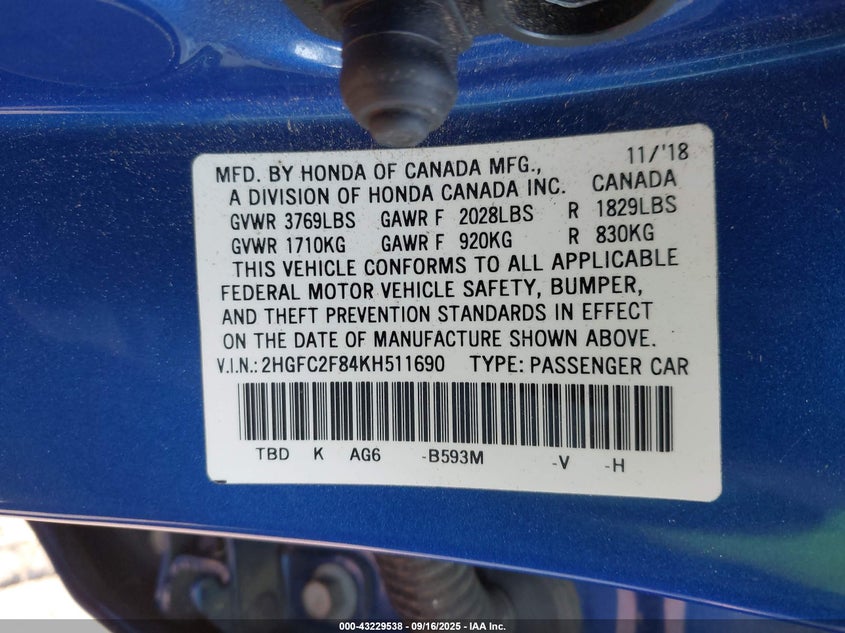 MFD. BY HONDA OF CANADA MFG., 11/'18
A DIVISION OF HONDA CANADA INC. CANADA
GVWR 3769LBS GAWR F 2028LBS R 1829LBS
GVWR 1710KG GAWR F 920KG R 830KG
THIS VEHICLE CONFORMS TO ALL APPLICABLE
FEDERAL MOTOR VEHICLE SAFETY, BUMPER,
AND THEFT PREVENTION STANDARDS IN EFFECT
ON THE DATE OF MANUFACTURE SHOWN ABOVE.
V.I.N.: 2HGFC2F84KH511690 TYPE: PASSENGER CAR
TBD K AG6 -B593M -V -H
000-43229538 - 09/16/2025 - IAA Inc.